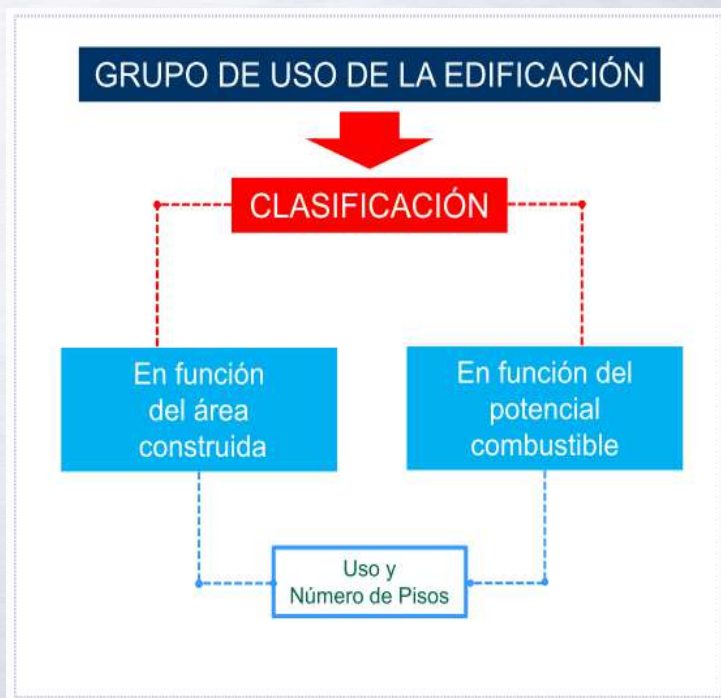 GRUPO DE USO DE LA EDIFICACIÓN
CLASIFICACIÓN
En función
del área
construida
En función del
potencial
combustible
Uso y
Número de Pisos